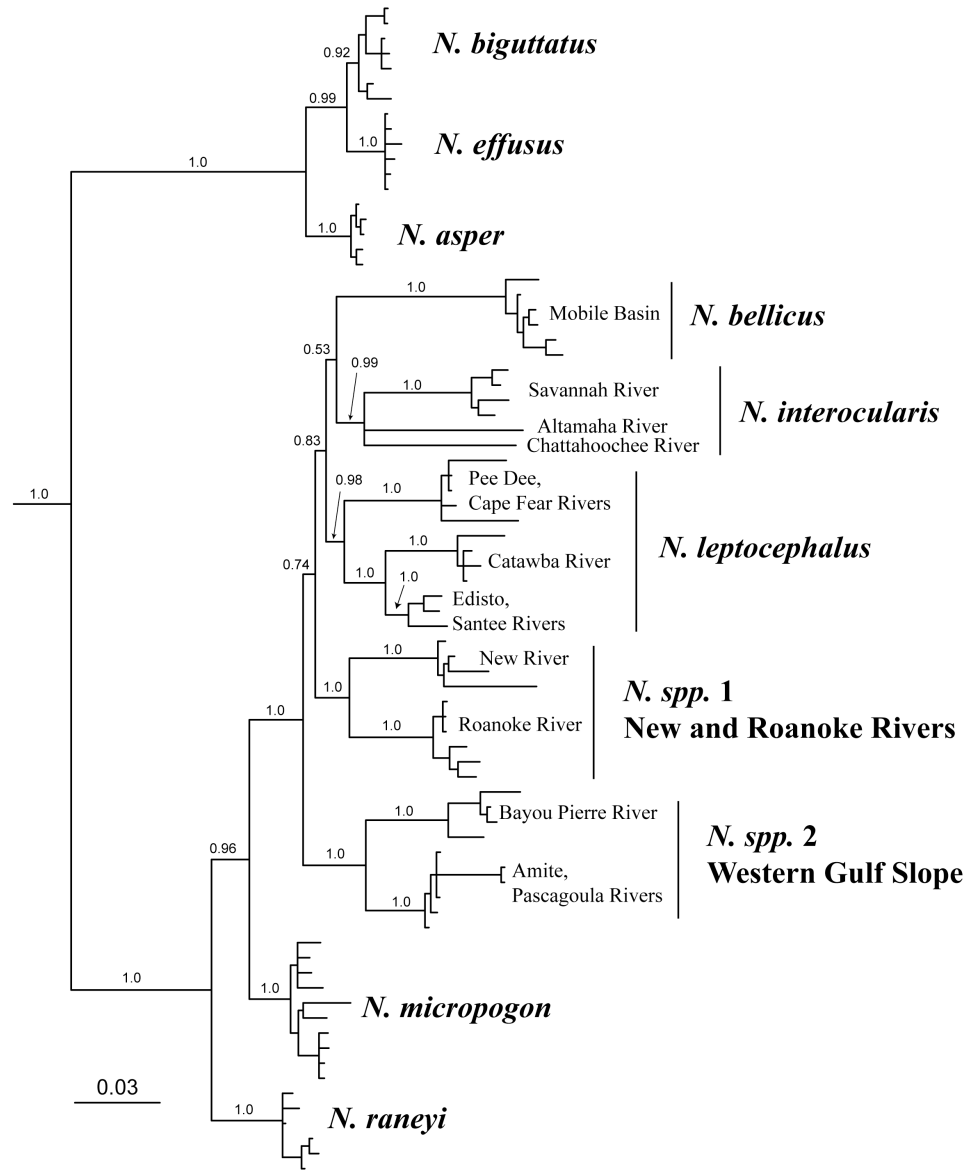 N. biguttatus
0.92
0.99
1.0
N. effusus
1.0
1.0
N. asper
1.0
Mobile Basin
N. bellicus
0.53
0.99
1.0
Savannah River
N. interocularis
Altamaha River
0.83
Chattahoochee River
0.98
1.0
Pee Dee,
Cape Fear Rivers
1.0
1.0
Catawba River
N. leptocephalus
0.74
1.0
1.0
Edisto,
Santee Rivers
1.0
New River
1.0
N. spp. 1
New and Roanoke Rivers
1.0
1.0
Roanoke River
1.0
Bayou Pierre River
N. spp. 2
Western Gulf Slope
0.96
1.0
Amite,
Pascagoula Rivers
1.0
1.0
1.0
N. micropogon
0.03
1.0
N. raneyi